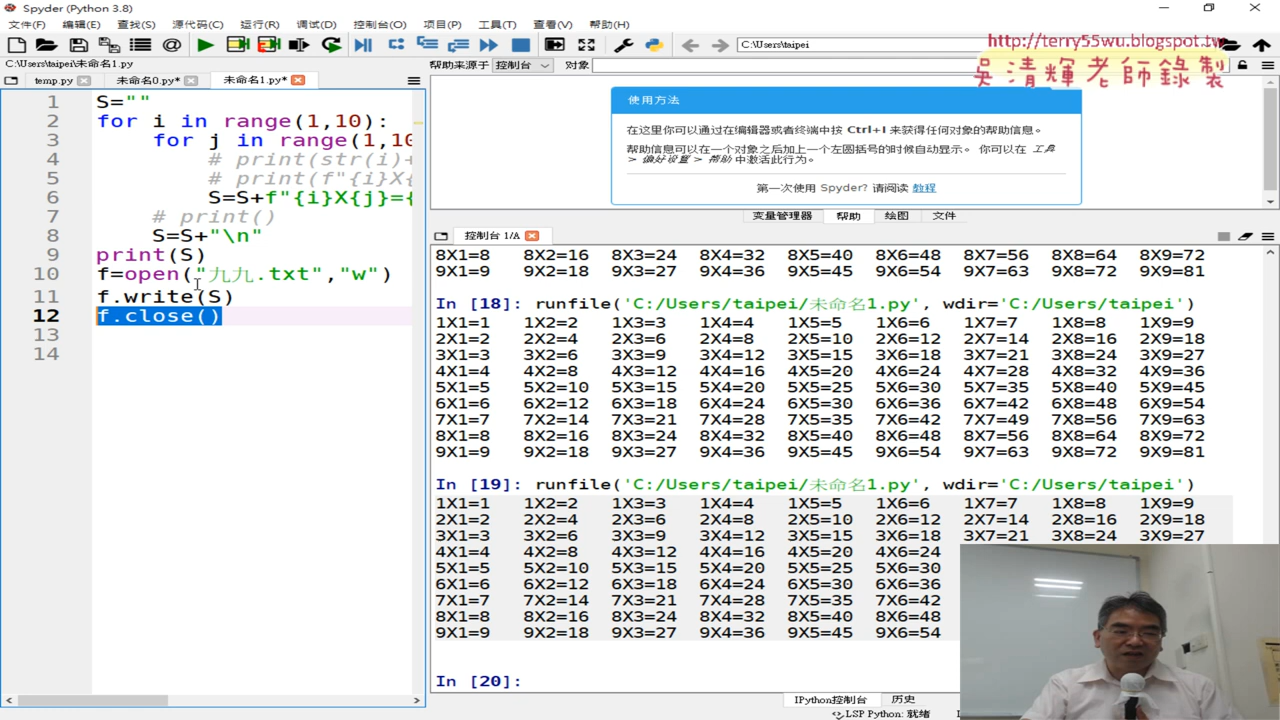 Spyder (Python 3.8)
文件(F) 编辑(E) 查找(S) 源代码(C) 运行(R) 调试(D) 控制台(O) 项目(P) 工具(T) 查看(V) 帮助(H)
C:\Users\taipei
http://terry55wu.blogspot.tw
吳清輝老師錄製
C:\Users\taipei\未命名1.py
temp.py 未命名0.py* 未命名1.py*
1 S=""
2 for i in range(1,10):
3 for j in range(1,10
4 # print(str(i)+
5 # print(f"{i}X
6 S=S+f"{i}X{j}={
7 # print()
8 S=S+"\n"
9 print(S)
10 f=open("九九.txt","w")
11 f.write(S)
12 f.close()
13
14
帮助来源于 控制台 对象
使用方法
在这里你可以通过在编辑器或者终端中按 Ctrl+I 来获得任何对象的帮助信息。
帮助信息可以在一个对象之后加上一个左圆括号的时候自动显示。 你可以在 工具
> 偏好设置 > 帮助 中激活此行为。
第一次使用 Spyder? 请阅读 教程
变量管理器 帮助 绘图 文件
控制台 1/A
8X1=8 8X2=16 8X3=24 8X4=32 8X5=40 8X6=48 8X7=56 8X8=64 8X9=72
9X1=9 9X2=18 9X3=27 9X4=36 9X5=45 9X6=54 9X7=63 9X8=72 9X9=81
In [18]: runfile('C:/Users/taipei/未命名1.py', wdir='C:/Users/taipei')
1X1=1 1X2=2 1X3=3 1X4=4 1X5=5 1X6=6 1X7=7 1X8=8 1X9=9
2X1=2 2X2=4 2X3=6 2X4=8 2X5=10 2X6=12 2X7=14 2X8=16 2X9=18
3X1=3 3X2=6 3X3=9 3X4=12 3X5=15 3X6=18 3X7=21 3X8=24 3X9=27
4X1=4 4X2=8 4X3=12 4X4=16 4X5=20 4X6=24 4X7=28 4X8=32 4X9=36
5X1=5 5X2=10 5X3=15 5X4=20 5X5=25 5X6=30 5X7=35 5X8=40 5X9=45
6X1=6 6X2=12 6X3=18 6X4=24 6X5=30 6X6=36 6X7=42 6X8=48 6X9=54
7X1=7 7X2=14 7X3=21 7X4=28 7X5=35 7X6=42 7X7=49 7X8=56 7X9=63
8X1=8 8X2=16 8X3=24 8X4=32 8X5=40 8X6=48 8X7=56 8X8=64 8X9=72
9X1=9 9X2=18 9X3=27 9X4=36 9X5=45 9X6=54 9X7=63 9X8=72 9X9=81
In [19]: runfile('C:/Users/taipei/未命名1.py', wdir='C:/Users/taipei')
1X1=1 1X2=2 1X3=3 1X4=4 1X5=5 1X6=6 1X7=7 1X8=8 1X9=9
2X1=2 2X2=4 2X3=6 2X4=8 2X5=10 2X6=12 2X7=14 2X8=16 2X9=18
3X1=3 3X2=6 3X3=9 3X4=12 3X5=15 3X6=18 3X7=21 3X8=24 3X9=27
4X1=4 4X2=8 4X3=12 4X4=16 4X5=20 4X6=24
5X1=5 5X2=10 5X3=15 5X4=20 5X5=25 5X6=30
6X1=6 6X2=12 6X3=18 6X4=24 6X5=30 6X6=36
7X1=7 7X2=14 7X3=21 7X4=28 7X5=35 7X6=42
8X1=8 8X2=16 8X3=24 8X4=32 8X5=40 8X6=48
9X1=9 9X2=18 9X3=27 9X4=36 9X5=45 9X6=54
In [20]:
IPython控制台 历史
LSP Python: 就绪